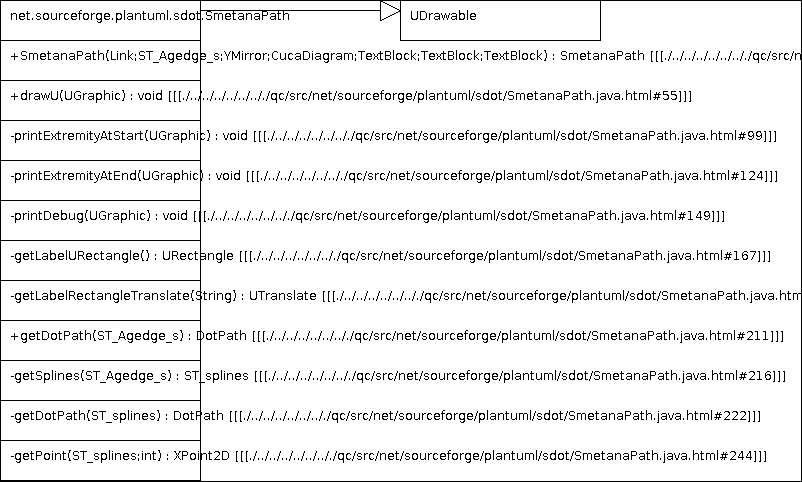 net.sourceforge.plantuml.sdot.SmetanaPath
UDrawable
+SmetanaPath(Link;ST_Agedge_s;YMirror;CucaDiagram;TextBlock;TextBlock;TextBlock) : SmetanaPath [[[./../../../../../../qc/src/n
+drawU(UGraphic) : void [[[./../../../../../../qc/src/net/sourceforge/plantuml/sdot/SmetanaPath.java.html#55]]]
-printExtremityAtStart(UGraphic) : void [[[./../../../../../../qc/src/net/sourceforge/plantuml/sdot/SmetanaPath.java.html#99]]]
-printExtremityAtEnd(UGraphic) : void [[[./../../../../../../qc/src/net/sourceforge/plantuml/sdot/SmetanaPath.java.html#124]]]
-printDebug(UGraphic) : void [[[./../../../../../../qc/src/net/sourceforge/plantuml/sdot/SmetanaPath.java.html#149]]]
-getLabelURectangle() : URectangle [[[./../../../../../../qc/src/net/sourceforge/plantuml/sdot/SmetanaPath.java.html#167]]]
-getLabelRectangleTranslate(String) : UTranslate [[[./../../../../../../qc/src/net/sourceforge/plantuml/sdot/SmetanaPath.java.htm
+getDotPath(ST_Agedge_s) : DotPath [[[./../../../../../../qc/src/net/sourceforge/plantuml/sdot/SmetanaPath.java.html#211]]]
-getSplines(ST_Agedge_s) : ST_splines [[[./../../../../../../qc/src/net/sourceforge/plantuml/sdot/SmetanaPath.java.html#216]]]
-getDotPath(ST_splines) : DotPath [[[./../../../../../../qc/src/net/sourceforge/plantuml/sdot/SmetanaPath.java.html#222]]]
-getPoint(ST_splines;int) : XPoint2D [[[./../../../../../../qc/src/net/sourceforge/plantuml/sdot/SmetanaPath.java.html#244]]]